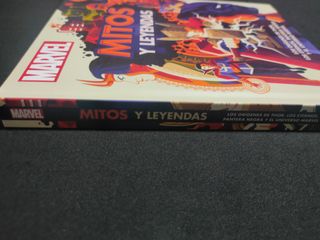 MARVEL
MITOS
Y LEYENDAS
MARVEL
MITOS Y LEYENDAS
LOS ORÍGENES DE THOR, LOS ETERNOS,
PANTERA NEGRA Y EL UNIVERSO MARVEL